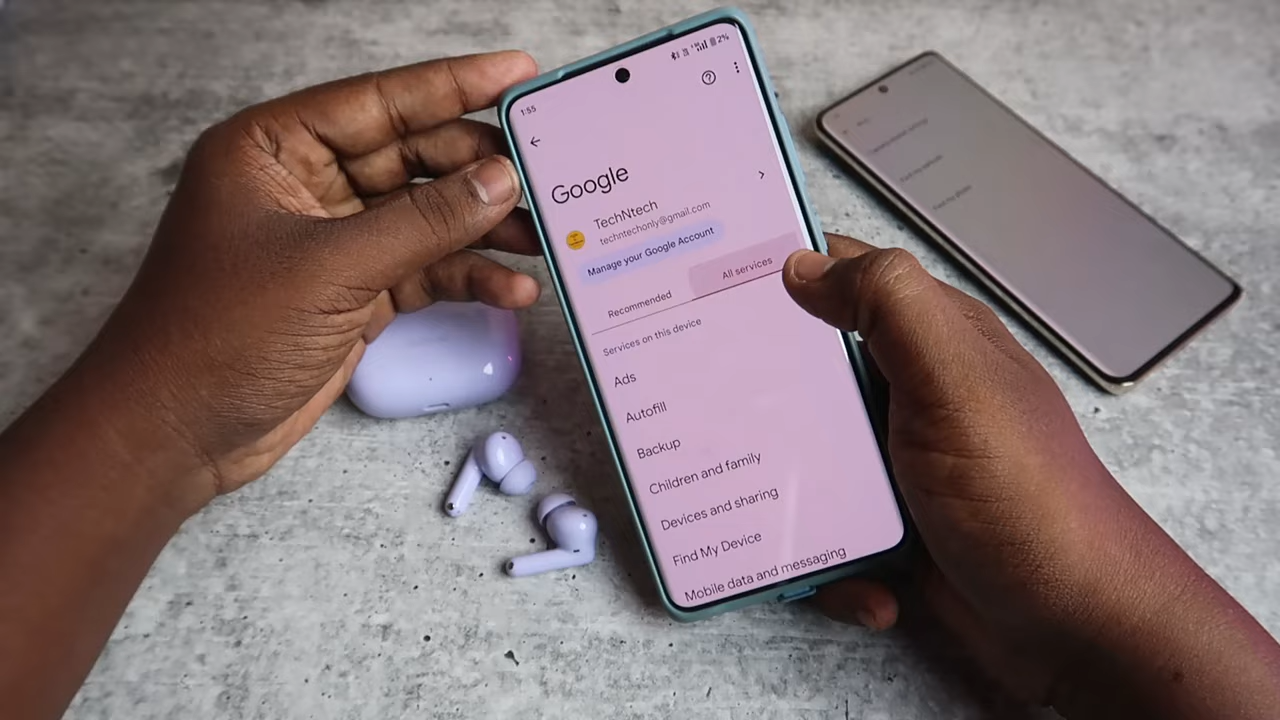 1:55
2%
Google
TechNtech
techntechonly@gmail.com
Manage your Google Account
Recommended
All services
Services on this device
Ads
Autofill
Backup
Children and family
Devices and sharing
Find My Device
Mobile data and messaging